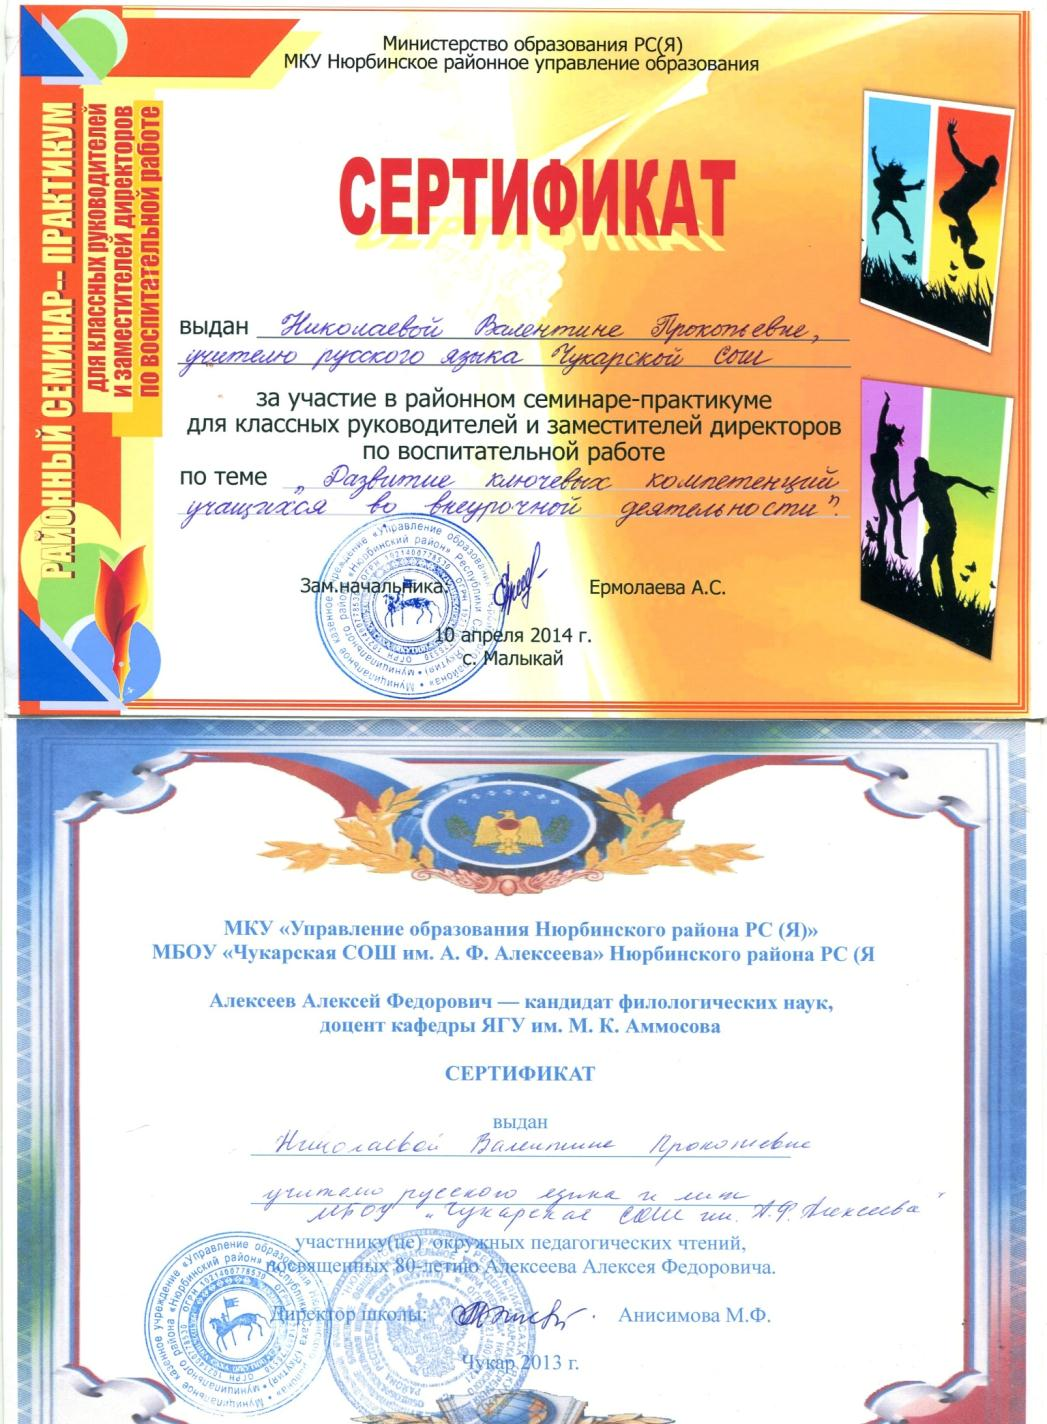 Министерство образования РС(Я)
МКУ Нюрбинское районное управление образования
РАЙОННЫЙ СЕМИНАР-- ПРАКТИКУМ
для классных руководителей
и заместителей директоров
по воспитательной работе
СЕРТИФИКАТ
выдан Николаевой Валентине Прокопьевне,
учителю русского языка Чукарской сош
за участие в районном семинаре-практикуме
для классных руководителей и заместителей директоров
по воспитательной работе
по теме „Развитие ключевых компетенций
учащихся во внеурочной деятельности".
Зам.начальника: Ермолаева А.С.
10 апреля 2014 г.
с. Малыкай
МКУ «Управление образования Нюрбинского района РС (Я)»
МБОУ «Чукарская СОШ им. А. Ф. Алексеева» Нюрбинского района РС (Я
Алексеев Алексей Федорович — кандидат филологических наук,
доцент кафедры ЯГУ им. М. К. Аммосова
СЕРТИФИКАТ
выдан
Николаевой Валентине Прокопьевне
учителю русского языка и лит
МБОУ „Чукарская СОШ им. А.Ф. Алексеева"
участнику(це) окружных педагогических чтений,
посвященных 80-летию Алексеева Алексея Федоровича.
Директор школы: Анисимова М.Ф.
Чукар 2013 г.